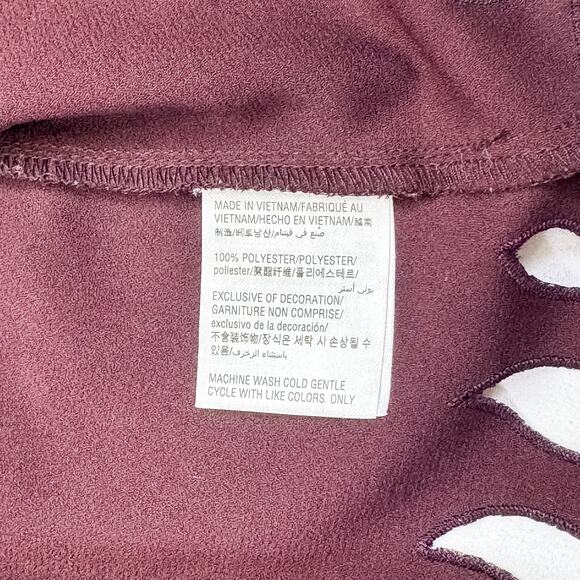 MADE IN VIETNAM/FABRIQUÉ AU
VIETNAM/HECHO EN VIETNAM/越南
制造/베트남산/صنع في فيتنام
100% POLYESTER/POLYESTER/
poliester/聚酯纤维/폴리에스테르/
بولي أستر
EXCLUSIVE OF DECORATION/
GARNITURE NON COMPRISE/
exclusivo de la decoración/
不含装饰物/장식은 세탁 시 손상될 수
있음/باستثناء الزخرف
MACHINE WASH COLD GENTLE
CYCLE WITH LIKE COLORS. ONLY